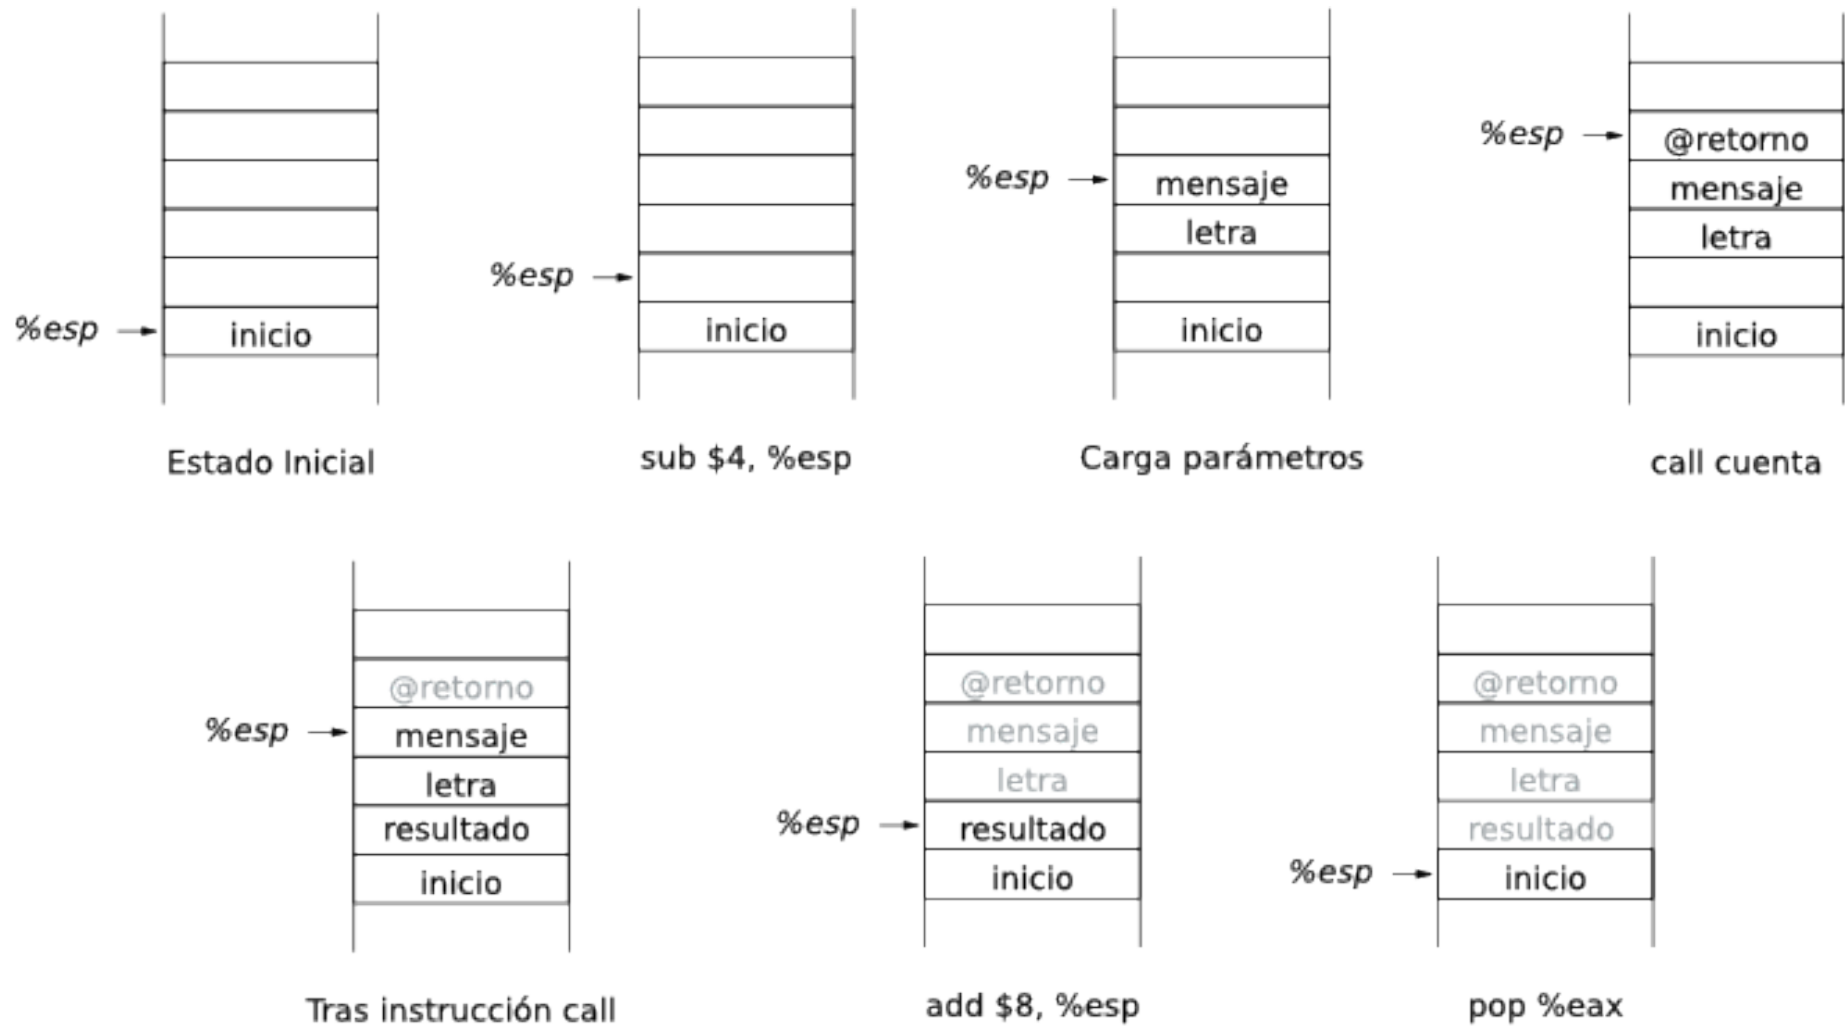 %esp
inicio
Estado Inicial
%esp
inicio
sub $4, %esp
%esp
mensaje
letra
inicio
Carga parámetros
%esp
@retorno
mensaje
letra
inicio
call cuenta
@retorno
%esp
mensaje
letra
resultado
inicio
Tras instrucción call
@retorno
mensaje
letra
%esp
resultado
inicio
add $8, %esp
@retorno
mensaje
letra
resultado
%esp
inicio
pop %eax